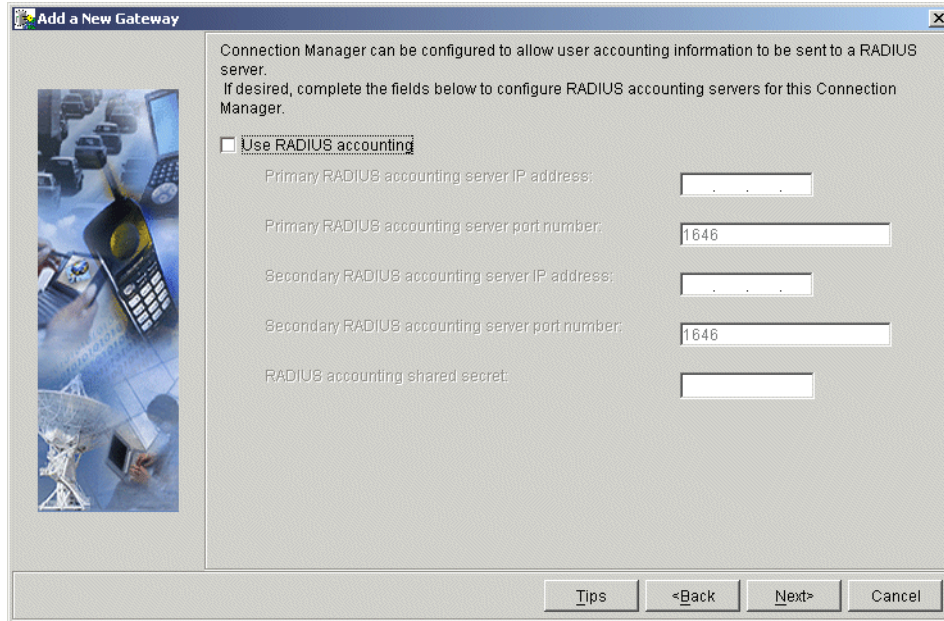 Add a New Gateway
Connection Manager can be configured to allow user accounting information to be sent to a RADIUS
server.
If desired, complete the fields below to configure RADIUS accounting servers for this Connection
Manager.
Use RADIUS accounting
Primary RADIUS accounting server IP address:
Primary RADIUS accounting server port number:
1646
Secondary RADIUS accounting server IP address:
Secondary RADIUS accounting server port number:
1646
RADIUS accounting shared secret:
Tips
<Back
Next>
Cancel